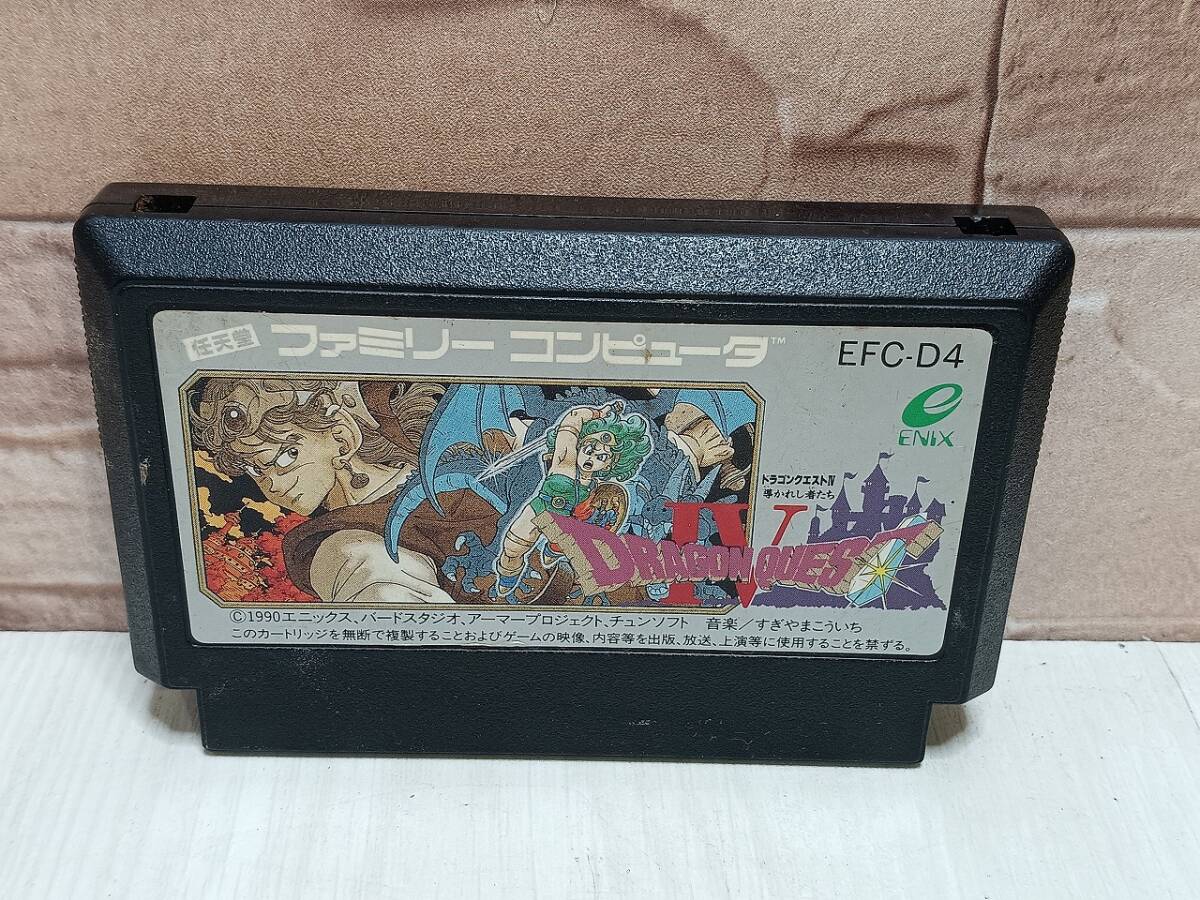 任天堂 ファミリー コンピュータ™
EFC-D4
ENIX
ドラゴンクエストIV
導かれし者たち
IV
DRAGON QUEST
©1990エニックス、バードスタジオ、アーマープロジェクト、チュンソフト 音楽／すぎやまこういち
このカートリッジを無断で複製することおよびゲームの映像、内容等を出版、放送、上演等に使用することを禁ずる。